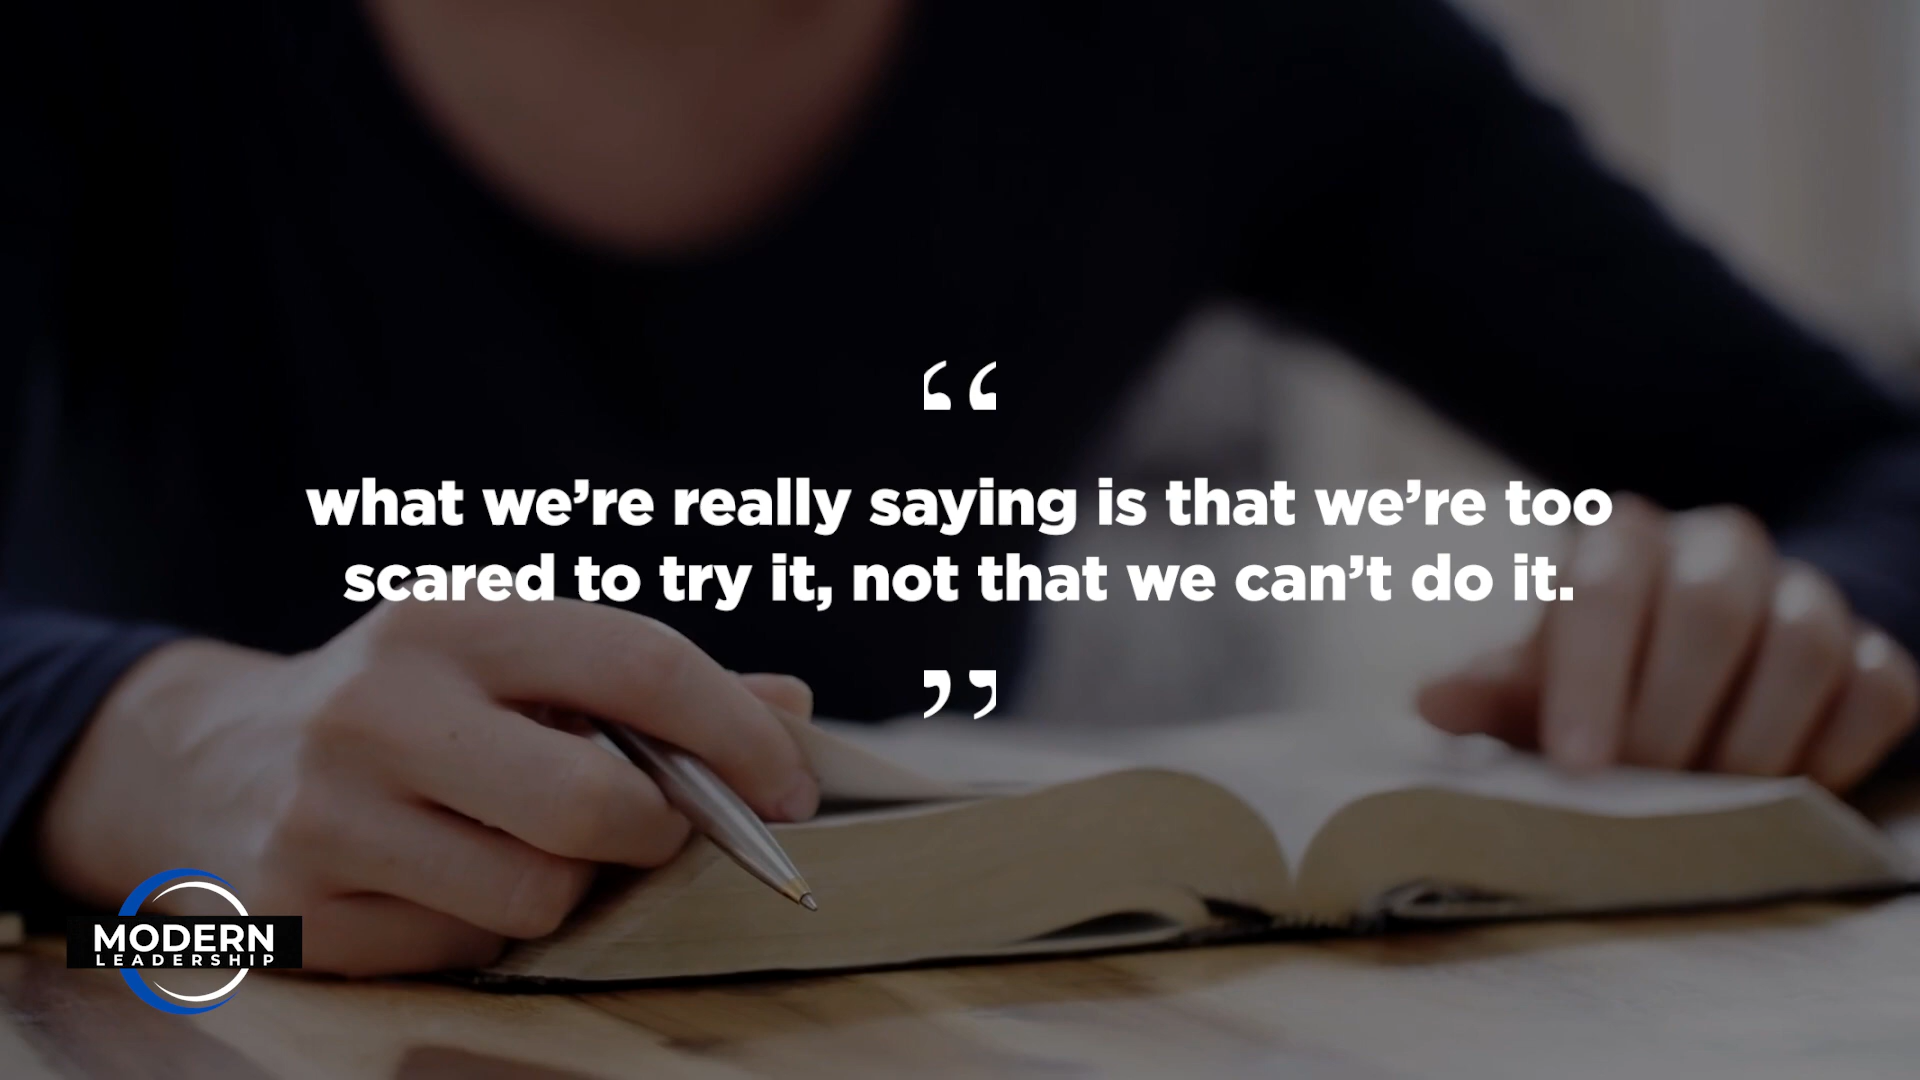 “
what we’re really saying is that we’re too
scared to try it, not that we can’t do it.
”
MODERN
LEADERSHIP